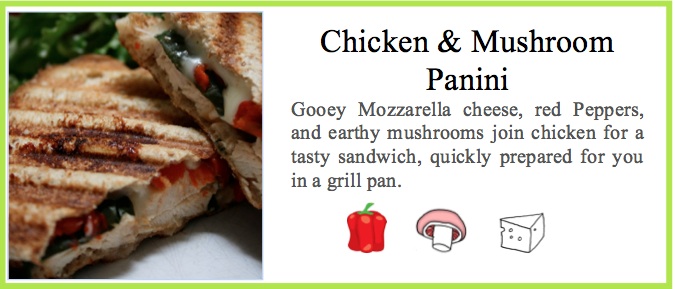 Chicken & Mushroom
Panini
Gooey Mozzarella cheese, red Peppers,
and earthy mushrooms join chicken for a
tasty sandwich, quickly prepared for you
in a grill pan.